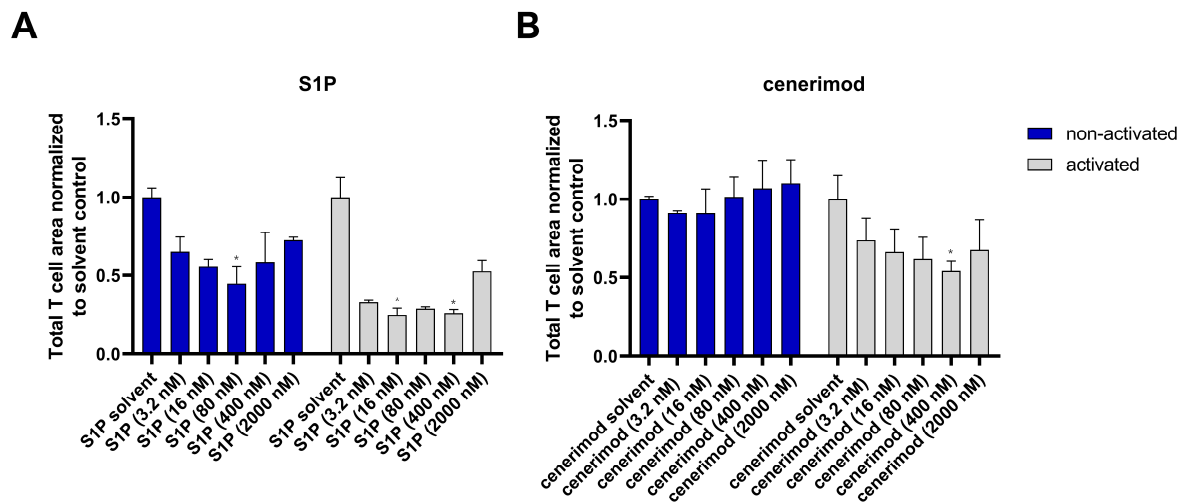 A
B
S1P
cenerimod
Total T cell area normalized
to solvent control
1.5
1.0
0.5
0.0
*
*
*
S1P solvent
S1P (3.2 nM)
S1P (16 nM)
S1P (80 nM)
S1P (400 nM)
S1P (2000 nM)
S1P solvent
S1P (3.2 nM)
S1P (16 nM)
S1P (80 nM)
S1P (400 nM)
S1P (2000 nM)
Total T cell area normalized
to solvent control
1.5
1.0
0.5
0.0
*
cenerimod solvent
cenerimod (3.2 nM)
cenerimod (16 nM)
cenerimod (80 nM)
cenerimod (400 nM)
cenerimod (2000 nM)
cenerimod solvent
cenerimod (3.2 nM)
cenerimod (16 nM)
cenerimod (80 nM)
cenerimod (400 nM)
cenerimod (2000 nM)
non-activated
activated